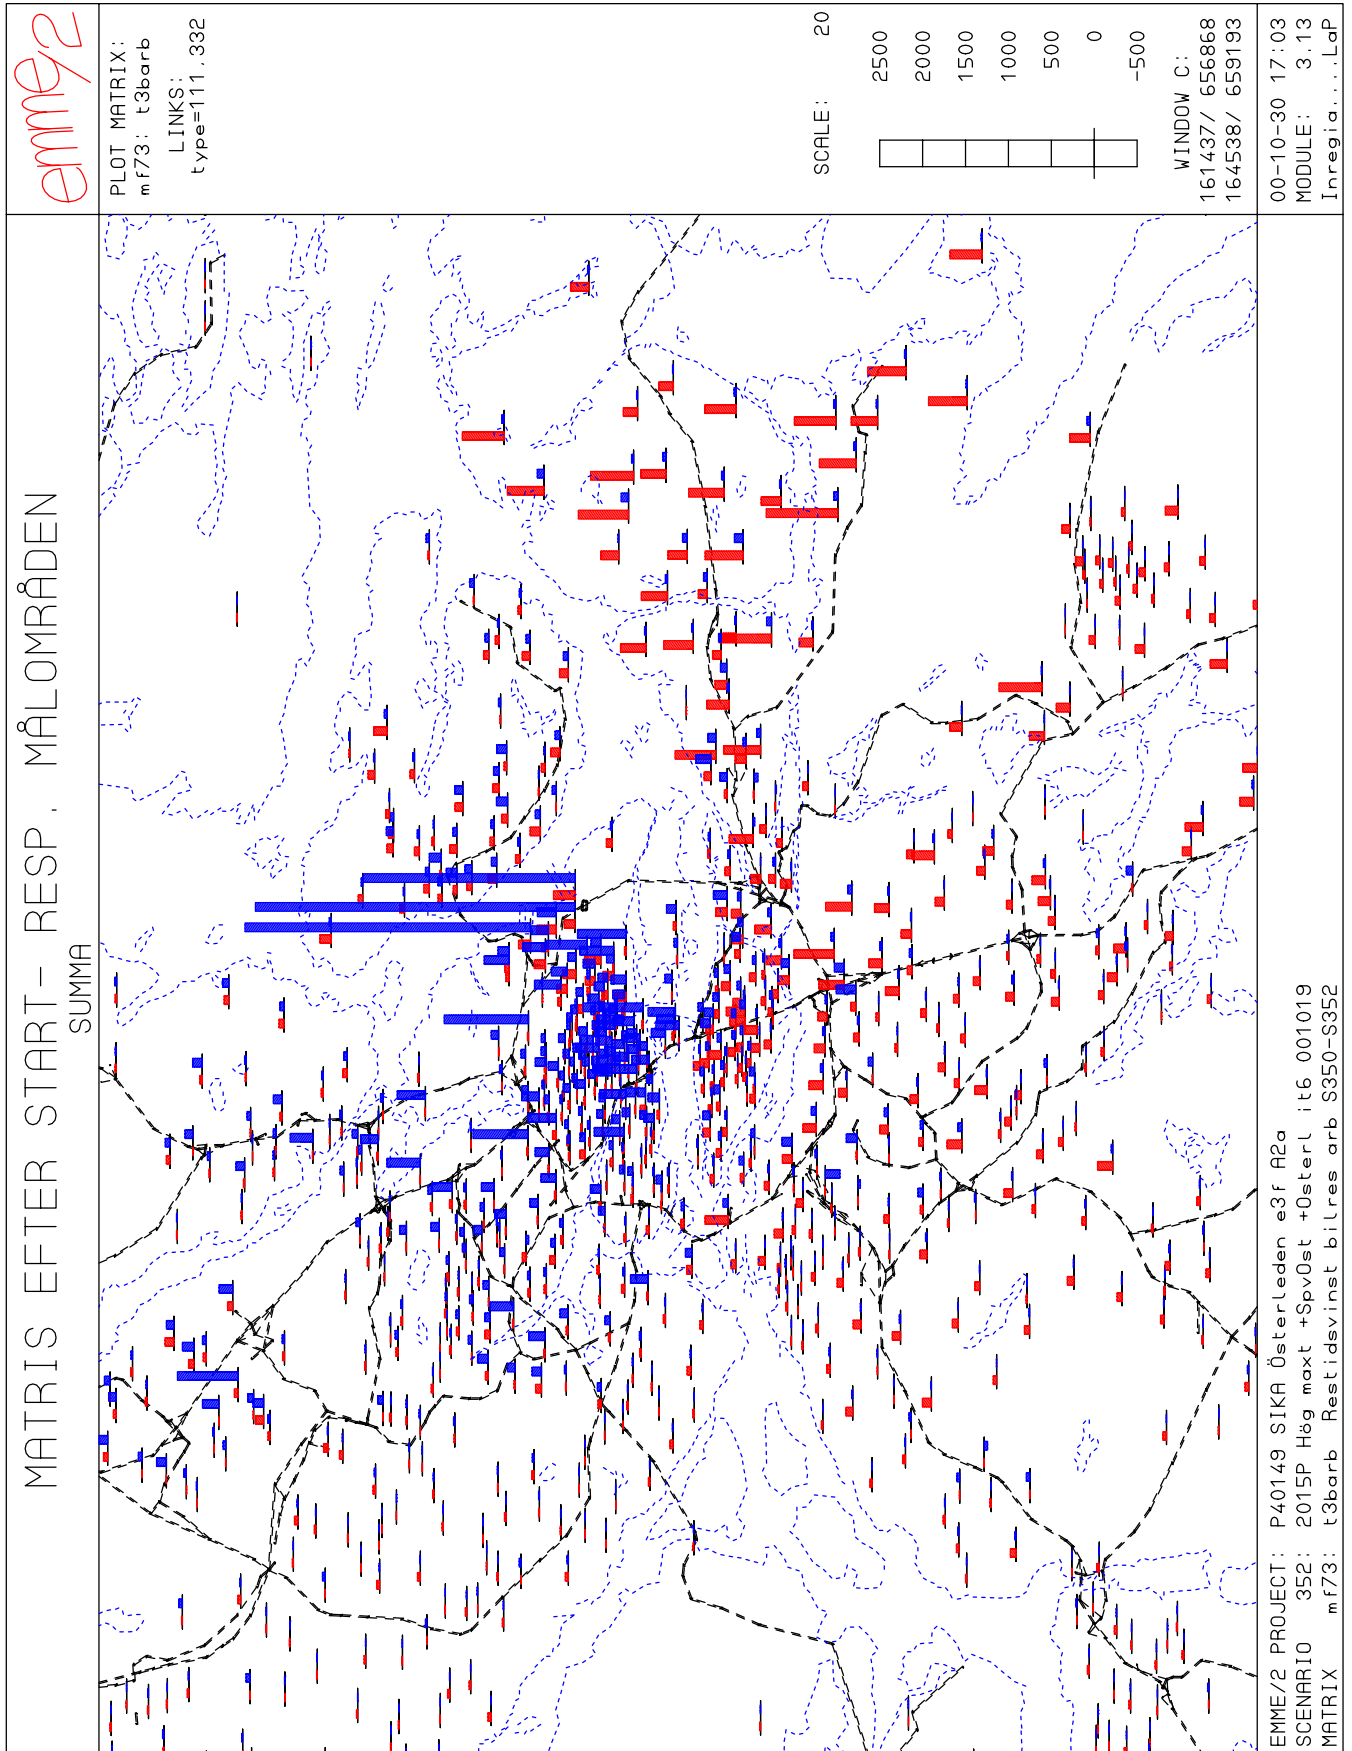 MATRIS EFTER START- RESP. MÅLOMRÅDEN
SUMMA
emme/2
PLOT MATRIX:
mf73: t3barb
LINKS:
type=111,332
SCALE: 20
2500
2000
1500
1000
500
0
-500
WINDOW C:
161437/ 656868
164538/ 659193
EMME/2 PROJECT: P40149 SIKA Österleden e3f A2a
SCENARIO 352: 2015P Hög maxt +SpvÖst +Österl it6 001019
MATRIX mf73: t3barb Restidsvinst bilres arb S350-S352
00-10-30 17:03
MODULE: 3.13
Inregia....LaP